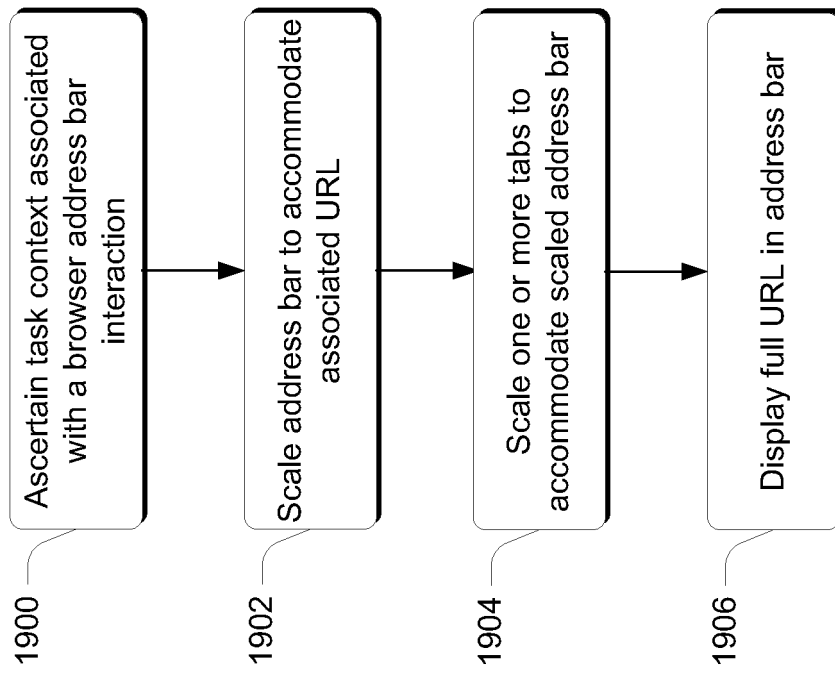 1900
Ascertain task context associated
with a browser address bar
interaction
1902
Scale address bar to accommodate
associated URL
1904
Scale one or more tabs to
accommodate scaled address bar
1906
Display full URL in address bar